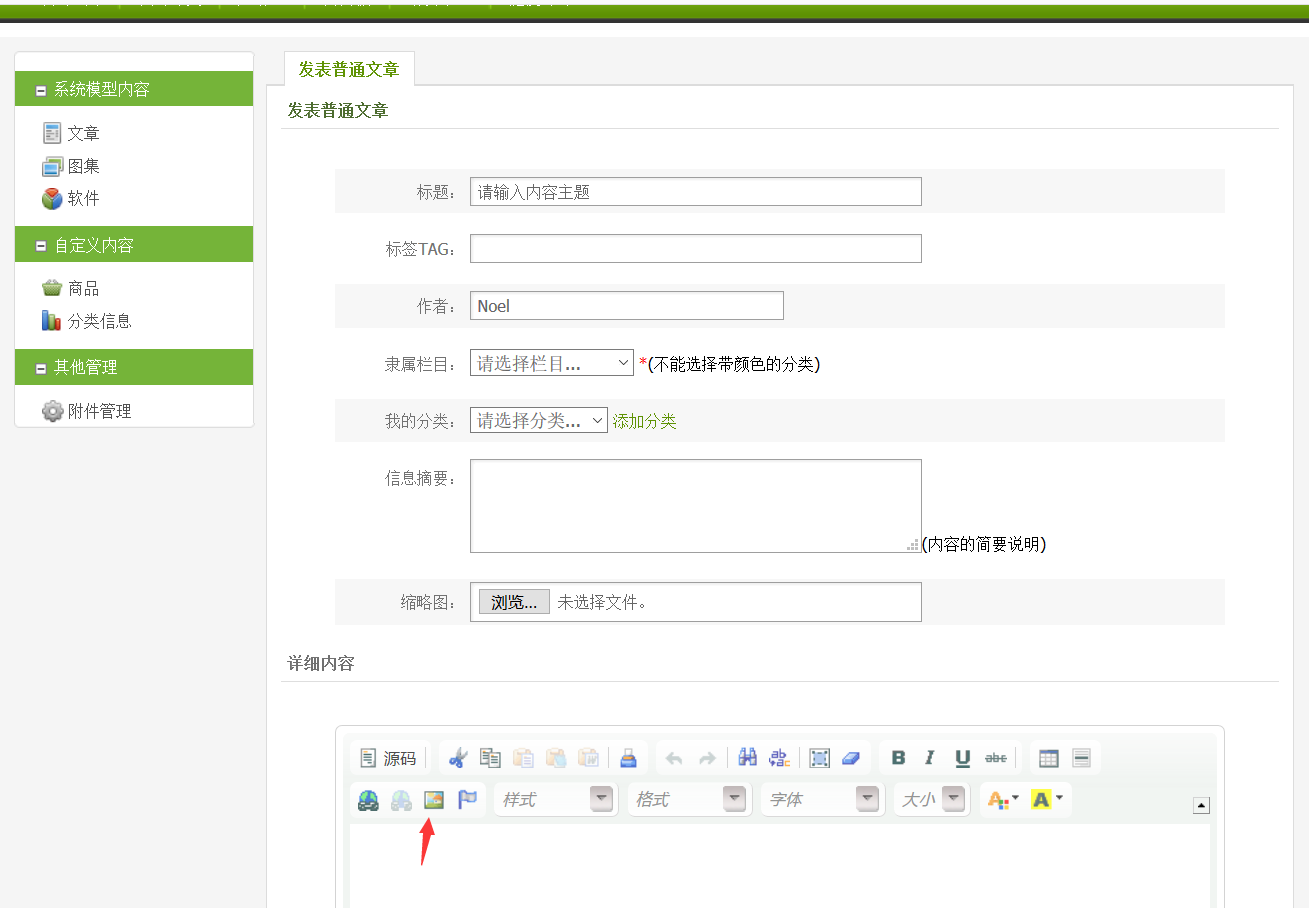 发表普通文章
系统模型内容
文章
图集
软件
自定义内容
商品
分类信息
其他管理
附件管理
发表普通文章
标题： 请输入内容主题
标签TAG：
作者： Noel
隶属栏目： 请选择栏目... *(不能选择带颜色的分类)
我的分类： 请选择分类... 添加分类
信息摘要： (内容的简要说明)
缩略图： 浏览... 未选择文件。
详细内容
源码 B I U abc
样式 格式 字体 大小 A A